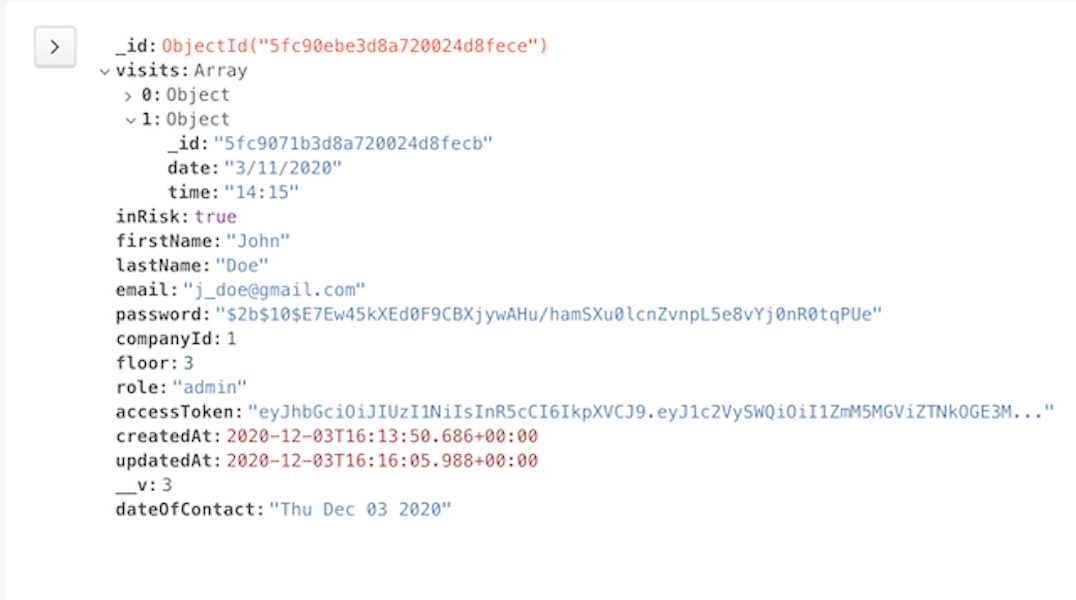 _id: ObjectId("5fc90ebe3d8a720024d8fece")
visits: Array
0: Object
1: Object
_id: "5fc9071b3d8a720024d8fecb"
date: "3/11/2020"
time: "14:15"
inRisk: true
firstName: "John"
lastName: "Doe"
email: "j_doe@gmail.com"
password: "$2b$10$E7Ew45kXEd0F9CBXjywAHu/hamSXu0lcnZvnpL5e8vYj0nR0tqPUe"
companyId: 1
floor: 3
role: "admin"
accessToken: "eyJhbGciOiJIUzI1NiIsInR5cCI6IkpXVCJ9.eyJ1c2VySWQiOiI1ZmM5MGViZTNkOGE3M..."
createdAt: 2020-12-03T16:13:50.686+00:00
updatedAt: 2020-12-03T16:16:05.988+00:00
__v: 3
dateOfContact: "Thu Dec 03 2020"